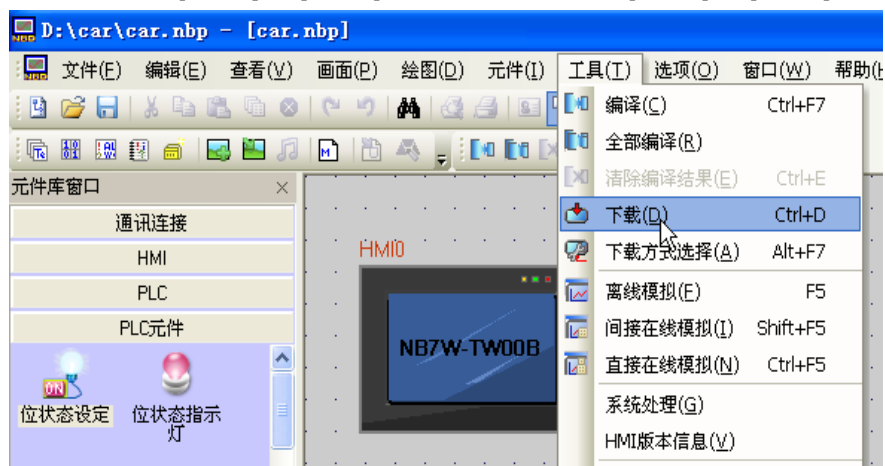 D:\car\car.nbp - [car.nbp]
文件(F) 编辑(E) 查看(V) 画面(P) 绘图(D) 元件(I) 工具(T) 选项(O) 窗口(W) 帮助(H
编译(C) Ctrl+F7
全部编译(R)
清除编译结果(E) Ctrl+E
下载(D) Ctrl+D
下载方式选择(A) Alt+F7
离线模拟(F) F5
间接在线模拟(I) Shift+F5
直接在线模拟(N) Ctrl+F5
系统处理(G)
HMI版本信息(V)
元件库窗口
通讯连接
HMI
PLC
PLC元件
ON
位状态设定
位状态指示
灯
HMI0
NB7W-TW00B